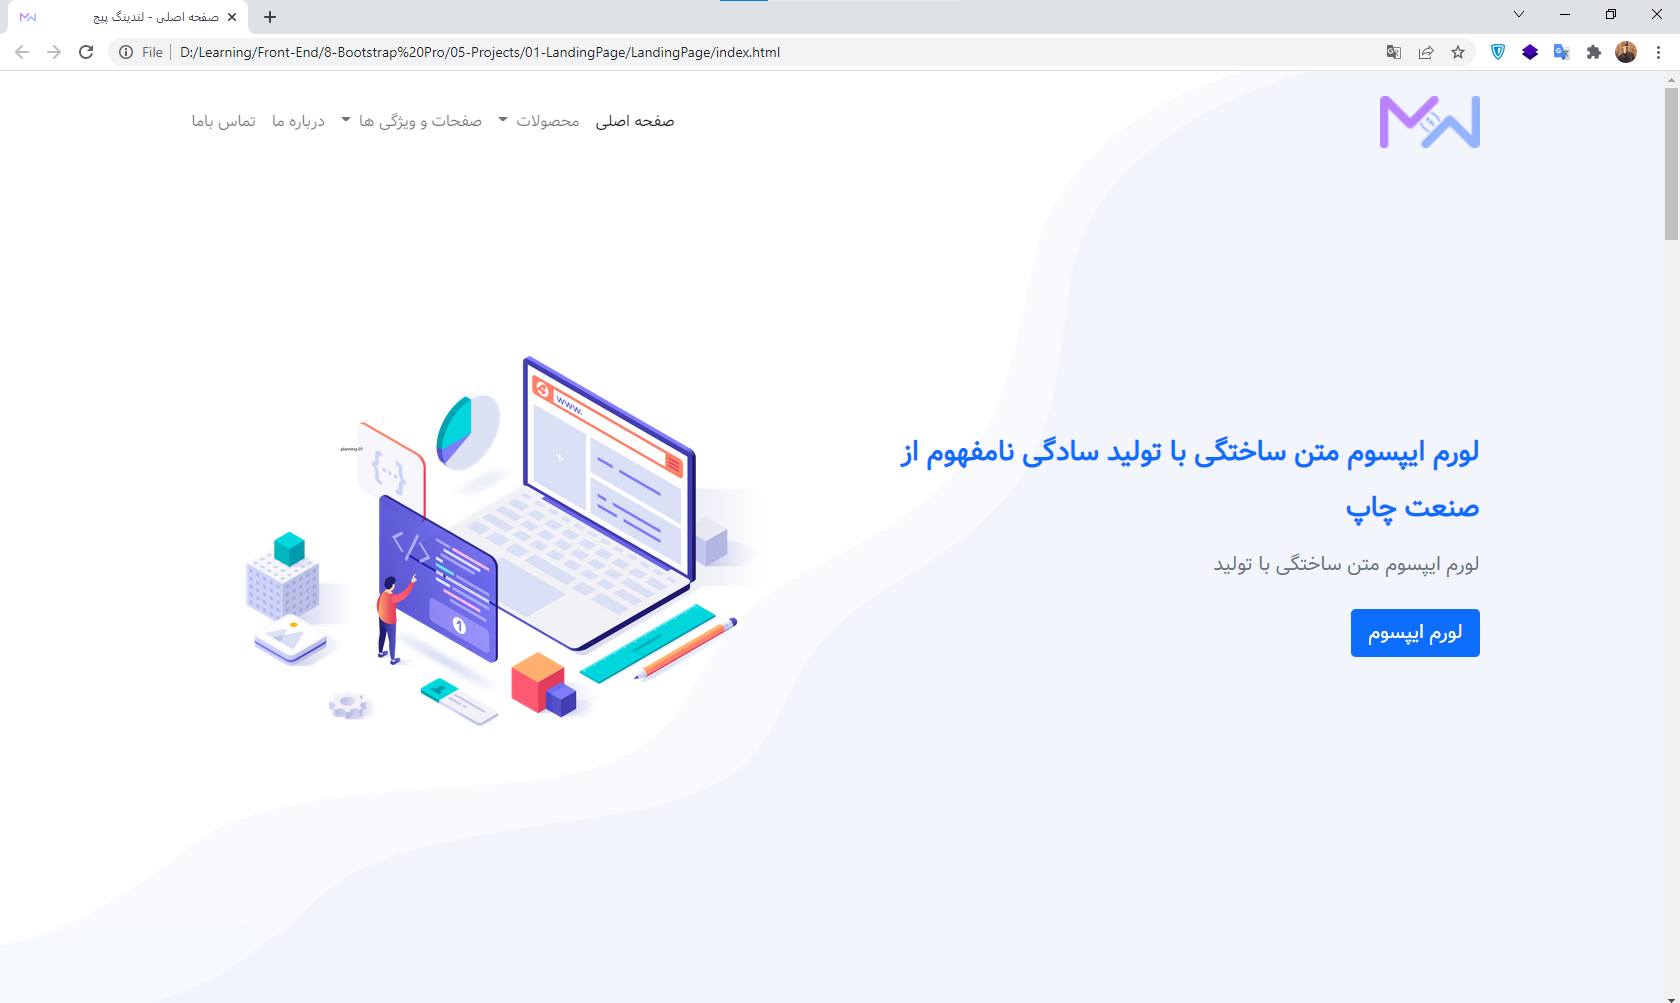 صفحه اصلی - لندینگ پیج
File
D:/Learning/Front-End/8-Bootstrap%20Pro/05-Projects/01-LandingPage/LandingPage/index.html
صفحه اصلی محصولات صفحات و ویژگی ها درباره ما تماس باما
www.
planning-01
{...}
</>
1
لورم ایپسوم متن ساختگی با تولید سادگی نامفهوم از
صنعت چاپ
لورم ایپسوم متن ساختگی با تولید
لورم ایپسوم